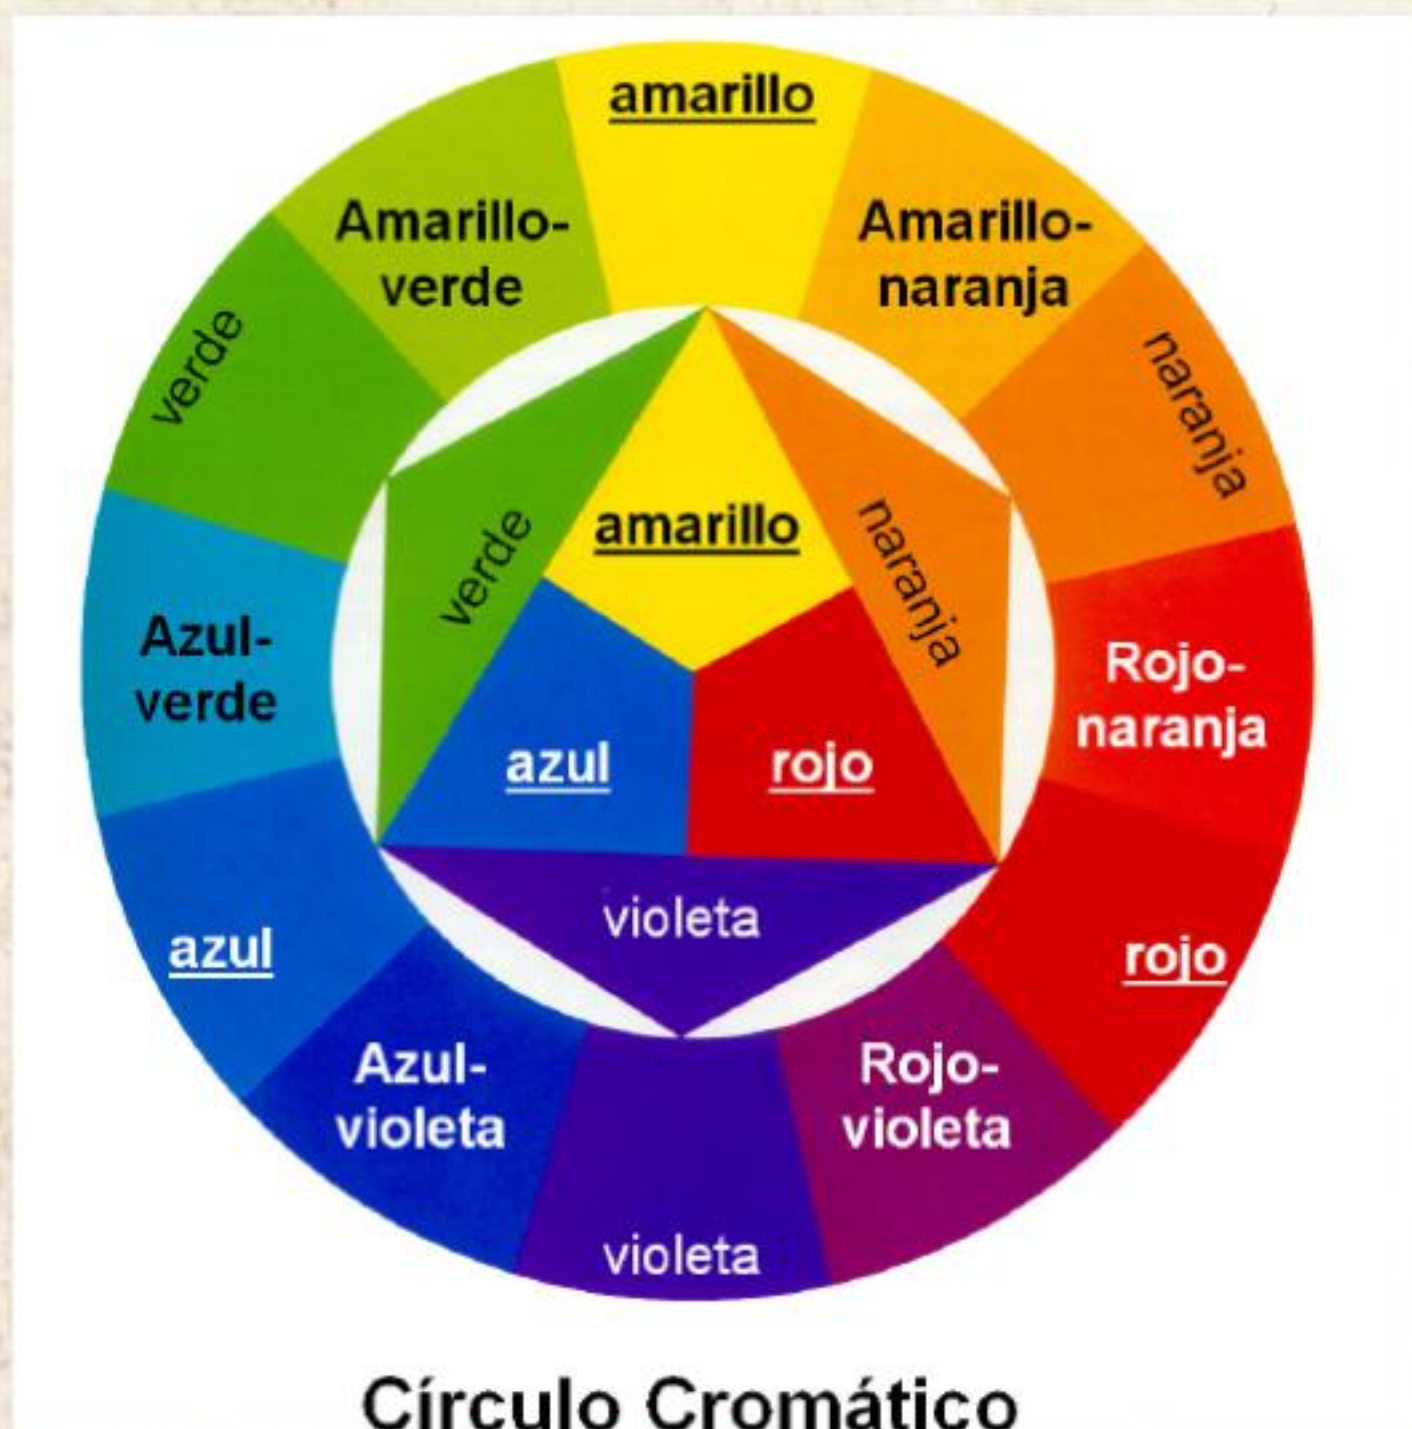 amarillo
Amarillo-
verde
Amarillo-
naranja
verde
naranja
amarillo
verde
naranja
Azul-
verde
Rojo-
naranja
azul
rojo
azul
rojo
violeta
Azul-
violeta
Rojo-
violeta
violeta
Círculo Cromático